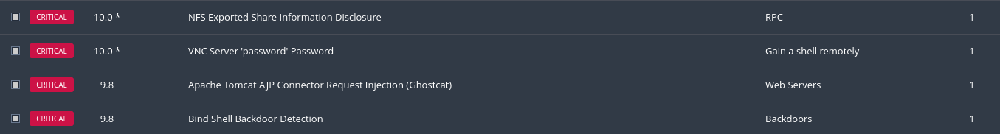 CRITICAL 10.0 * NFS Exported Share Information Disclosure RPC 1
CRITICAL 10.0 * VNC Server 'password' Password Gain a shell remotely 1
CRITICAL 9.8 Apache Tomcat AJP Connector Request Injection (Ghostcat) Web Servers 1
CRITICAL 9.8 Bind Shell Backdoor Detection Backdoors 1